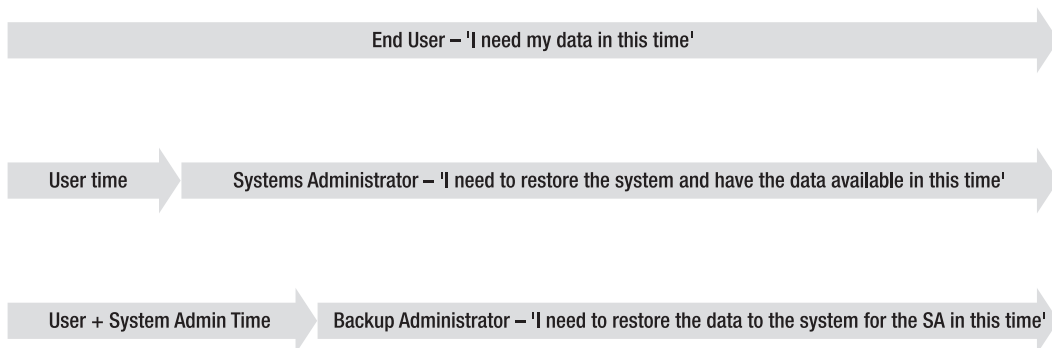 End User – 'I need my data in this time'
User time
Systems Administrator – 'I need to restore the system and have the data available in this time'
User + System Admin Time
Backup Administrator – 'I need to restore the data to the system for the SA in this time'